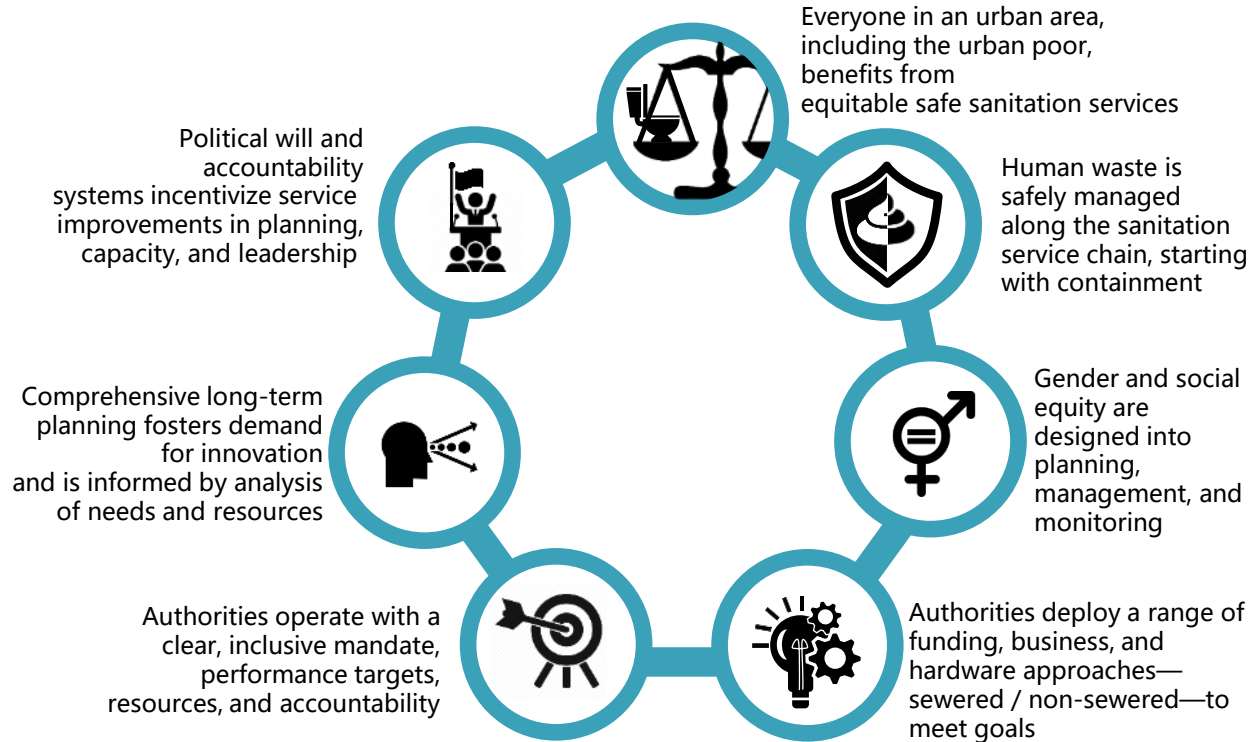 Everyone in an urban area,
including the urban poor,
benefits from
equitable safe sanitation services
Human waste is
safely managed
along the sanitation
service chain, starting
with containment
Gender and social
equity are
designed into
planning,
management, and
monitoring
Authorities deploy a range of
funding, business, and
hardware approaches—
sewered / non-sewered—to
meet goals
Authorities operate with a
clear, inclusive mandate,
performance targets,
resources, and accountability
Comprehensive long-term
planning fosters demand
for innovation
and is informed by analysis
of needs and resources
Political will and
accountability
systems incentivize service
improvements in planning,
capacity, and leadership